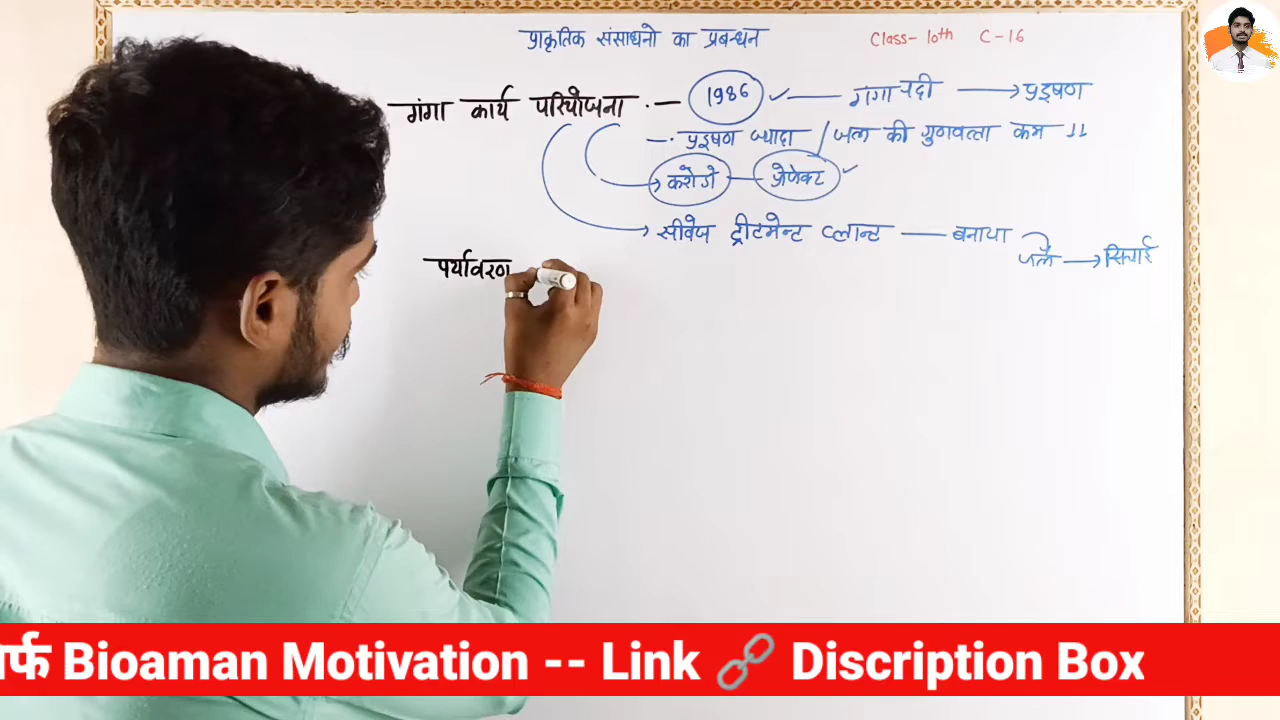 प्राकृतिक संसाधनो का प्रबन्धन Class- 10th C-16
गंगा कार्य परियोजना .— 1986 ✓ — गंगा नदी → प्रदूषण
—. प्रदूषण ज्यादा / जल की गुणवत्ता कम ↓↓
करोडो — प्रोजेक्ट ✓
सीवेज ट्रीटमेन्ट प्लान्ट — बनाया
जल → सिचाई
पर्यावरण
र्फ Bioaman Motivation -- Link 🔗 Discription Box